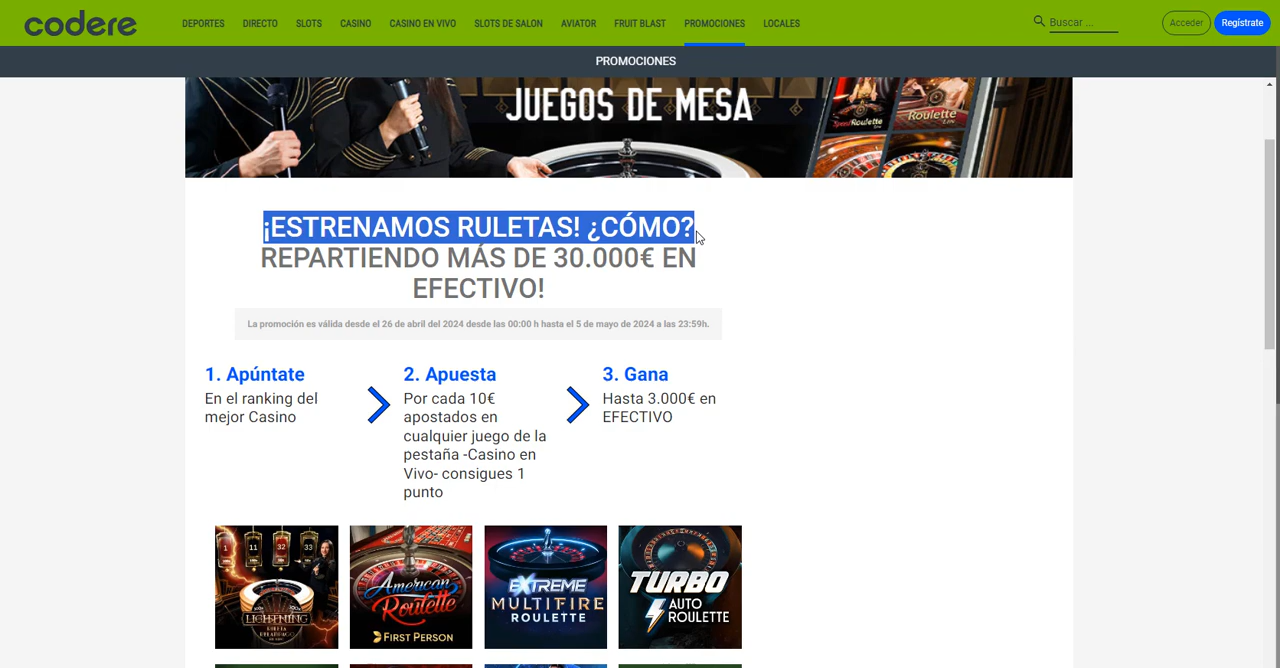 codere
DEPORTES DIRECTO SLOTS CASINO CASINO EN VIVO SLOTS DE SALON AVIATOR FRUIT BLAST PROMOCIONES LOCALES
Buscar ...
Acceder
Regístrate
PROMOCIONES
JUEGOS DE MESA
Roulette
Roulette
¡ESTRENAMOS RULETAS! ¿CÓMO?
REPARTIENDO MÁS DE 30.000€ EN
EFECTIVO!
La promoción es válida desde el 26 de abril del 2024 desde las 00:00 h hasta el 5 de mayo de 2024 a las 23:59h.
1. Apúntate
En el ranking del
mejor Casino
2. Apuesta
Por cada 10€
apostados en
cualquier juego de la
pestaña -Casino en
Vivo- consigues 1
punto
3. Gana
Hasta 3.000€ en
EFECTIVO
1 11 32 33
LIGHTNING
American
Roulette
FIRST PERSON
EXTREME
MULTIFIRE
ROULETTE
TURBO
AUTO
ROULETTE